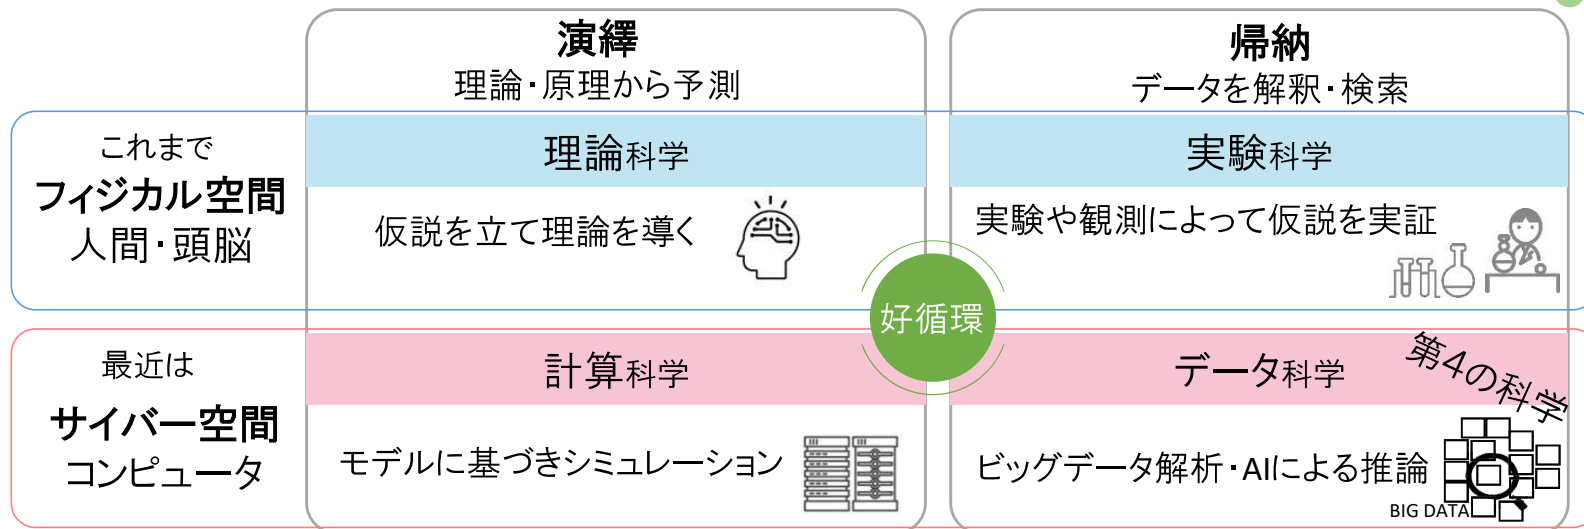 演繹
理論・原理から予測
帰納
データを解釈・検索
これまで
フィジカル空間
人間・頭脳
理論科学
仮説を立て理論を導く
実験科学
実験や観測によって仮説を実証
好循環
最近は
サイバー空間
コンピュータ
計算科学
モデルに基づきシミュレーション
データ科学
第4の科学
ビッグデータ解析・AIによる推論
BIG DATA